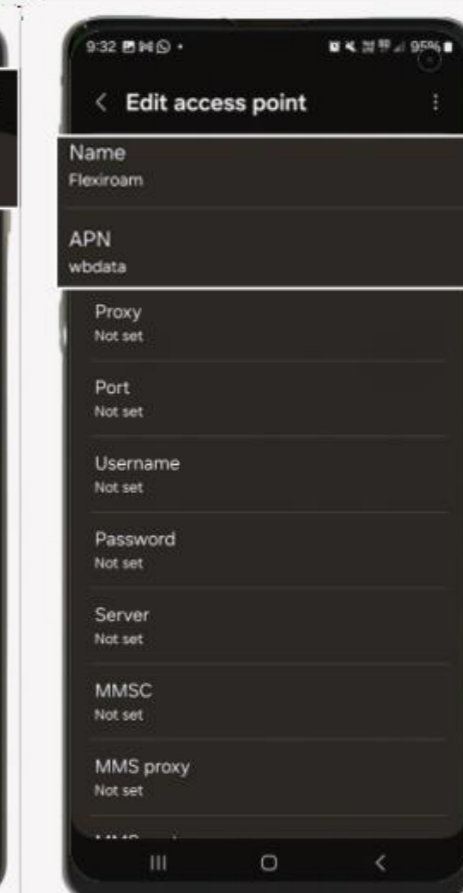 9:32
95%
Edit access point
Name
Flexiroam
APN
wbdata
Proxy
Not set
Port
Not set
Username
Not set
Password
Not set
Server
Not set
MMSC
Not set
MMS proxy
Not set